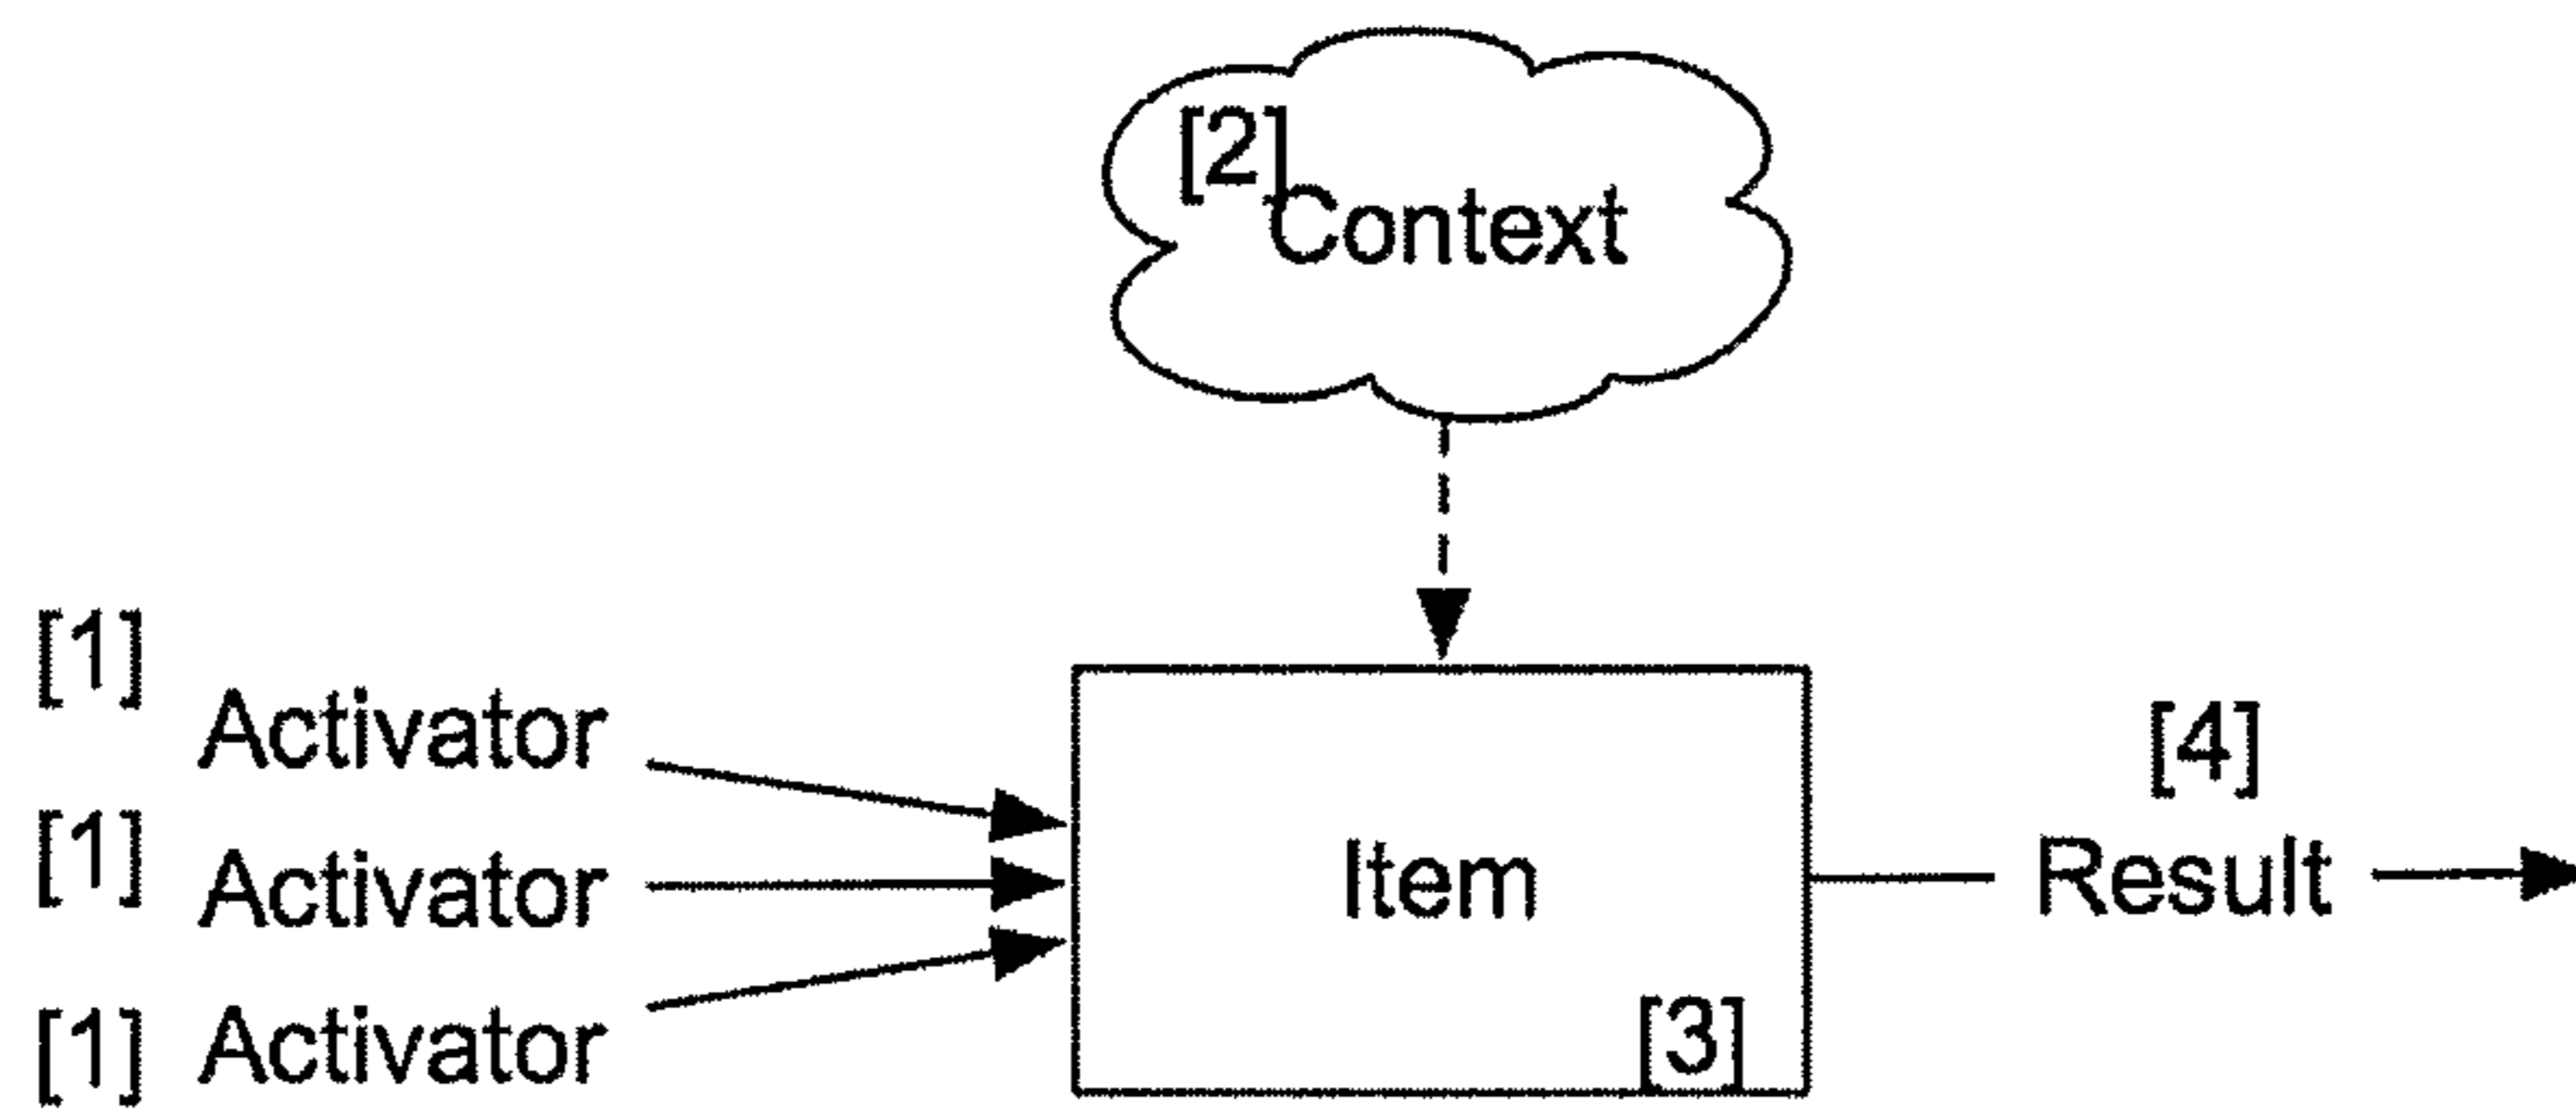 [2]
Context
[1]
Activator
[1]
Activator
[1] Activator
Item
[3]
[4]
Result